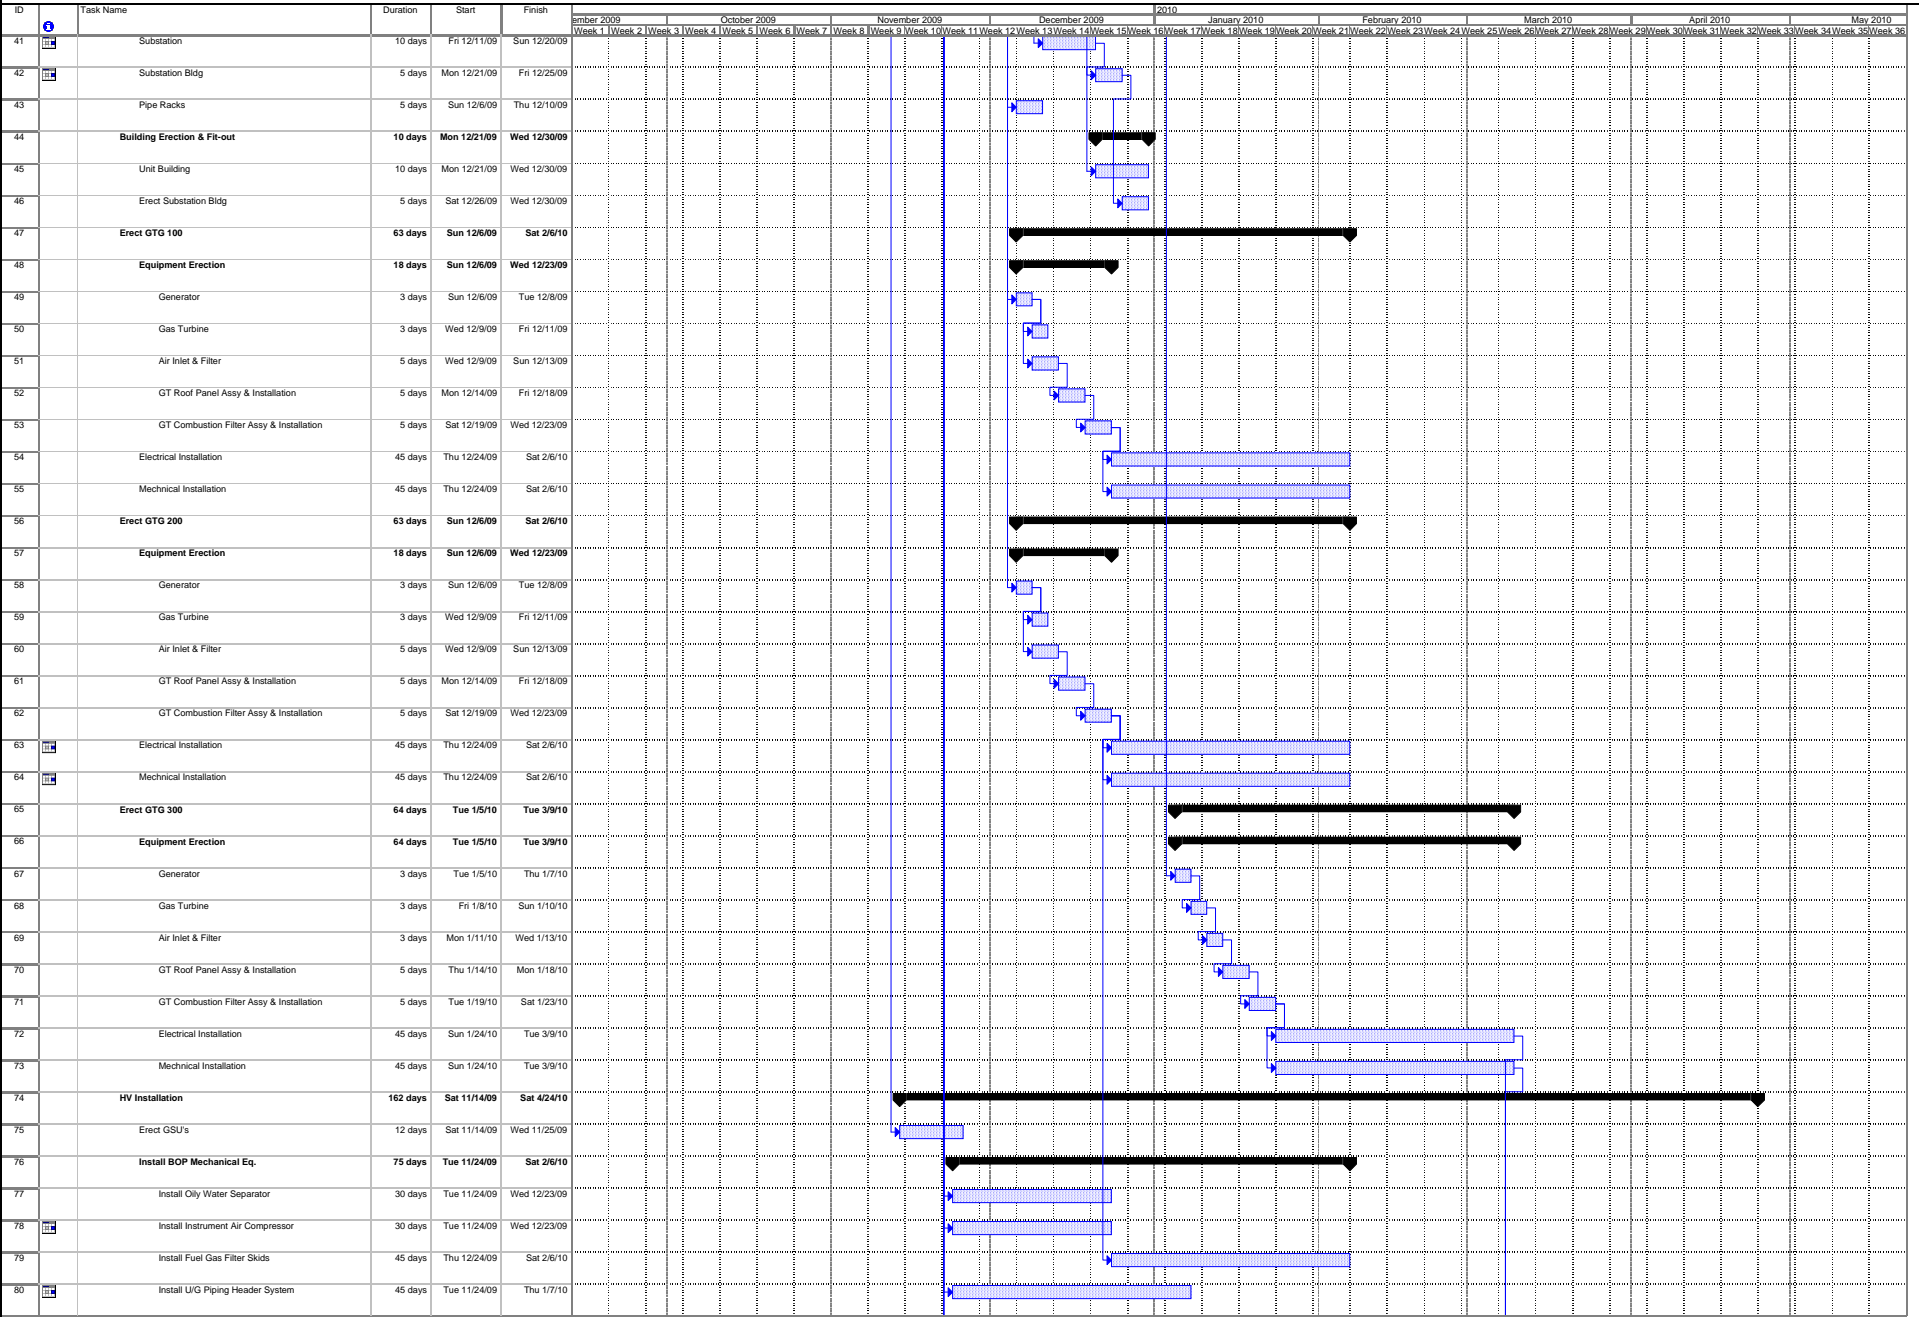 ID Task Name Duration Start Finish
2010
ember 2009 October 2009 November 2009 December 2009 January 2010 February 2010 March 2010 April 2010 May 2010
Week 1 Week 2 Week 3 Week 4 Week 5 Week 6 Week 7 Week 8 Week 9 Week 10 Week 11 Week 12 Week 13 Week 14 Week 15 Week 16 Week 17 Week 18 Week 19 Week 20 Week 21 Week 22 Week 23 Week 24 Week 25 Week 26 Week 27 Week 28 Week 29 Week 30 Week 31 Week 32 Week 33 Week 34 Week 35 Week 36
41 Substation 10 days Fri 12/11/09 Sun 12/20/09
42 Substation Bldg 5 days Mon 12/21/09 Fri 12/25/09
43 Pipe Racks 5 days Sun 12/6/09 Thu 12/10/09
44 Building Erection & Fit-out 10 days Mon 12/21/09 Wed 12/30/09
45 Unit Building 10 days Mon 12/21/09 Wed 12/30/09
46 Erect Substation Bldg 5 days Sat 12/26/09 Wed 12/30/09
47 Erect GTG 100 63 days Sun 12/6/09 Sat 2/6/10
48 Equipment Erection 18 days Sun 12/6/09 Wed 12/23/09
49 Generator 3 days Sun 12/6/09 Tue 12/8/09
50 Gas Turbine 3 days Wed 12/9/09 Fri 12/11/09
51 Air Inlet & Filter 5 days Wed 12/9/09 Sun 12/13/09
52 GT Roof Panel Assy & Installation 5 days Mon 12/14/09 Fri 12/18/09
53 GT Combustion Filter Assy & Installation 5 days Sat 12/19/09 Wed 12/23/09
54 Electrical Installation 45 days Thu 12/24/09 Sat 2/6/10
55 Mechnical Installation 45 days Thu 12/24/09 Sat 2/6/10
56 Erect GTG 200 63 days Sun 12/6/09 Sat 2/6/10
57 Equipment Erection 18 days Sun 12/6/09 Wed 12/23/09
58 Generator 3 days Sun 12/6/09 Tue 12/8/09
59 Gas Turbine 3 days Wed 12/9/09 Fri 12/11/09
60 Air Inlet & Filter 5 days Wed 12/9/09 Sun 12/13/09
61 GT Roof Panel Assy & Installation 5 days Mon 12/14/09 Fri 12/18/09
62 GT Combustion Filter Assy & Installation 5 days Sat 12/19/09 Wed 12/23/09
63 Electrical Installation 45 days Thu 12/24/09 Sat 2/6/10
64 Mechnical Installation 45 days Thu 12/24/09 Sat 2/6/10
65 Erect GTG 300 64 days Tue 1/5/10 Tue 3/9/10
66 Equipment Erection 64 days Tue 1/5/10 Tue 3/9/10
67 Generator 3 days Tue 1/5/10 Thu 1/7/10
68 Gas Turbine 3 days Fri 1/8/10 Sun 1/10/10
69 Air Inlet & Filter 3 days Mon 1/11/10 Wed 1/13/10
70 GT Roof Panel Assy & Installation 5 days Thu 1/14/10 Mon 1/18/10
71 GT Combustion Filter Assy & Installation 5 days Tue 1/19/10 Sat 1/23/10
72 Electrical Installation 45 days Sun 1/24/10 Tue 3/9/10
73 Mechnical Installation 45 days Sun 1/24/10 Tue 3/9/10
74 HV Installation 162 days Sat 11/14/09 Sat 4/24/10
75 Erect GSU's 12 days Sat 11/14/09 Wed 11/25/09
76 Install BOP Mechanical Eq. 75 days Tue 11/24/09 Sat 2/6/10
77 Install Oily Water Separator 30 days Tue 11/24/09 Wed 12/23/09
78 Install Instrument Air Compressor 30 days Tue 11/24/09 Wed 12/23/09
79 Install Fuel Gas Filter Skids 45 days Thu 12/24/09 Sat 2/6/10
80 Install U/G Piping Header System 45 days Tue 11/24/09 Thu 1/7/10